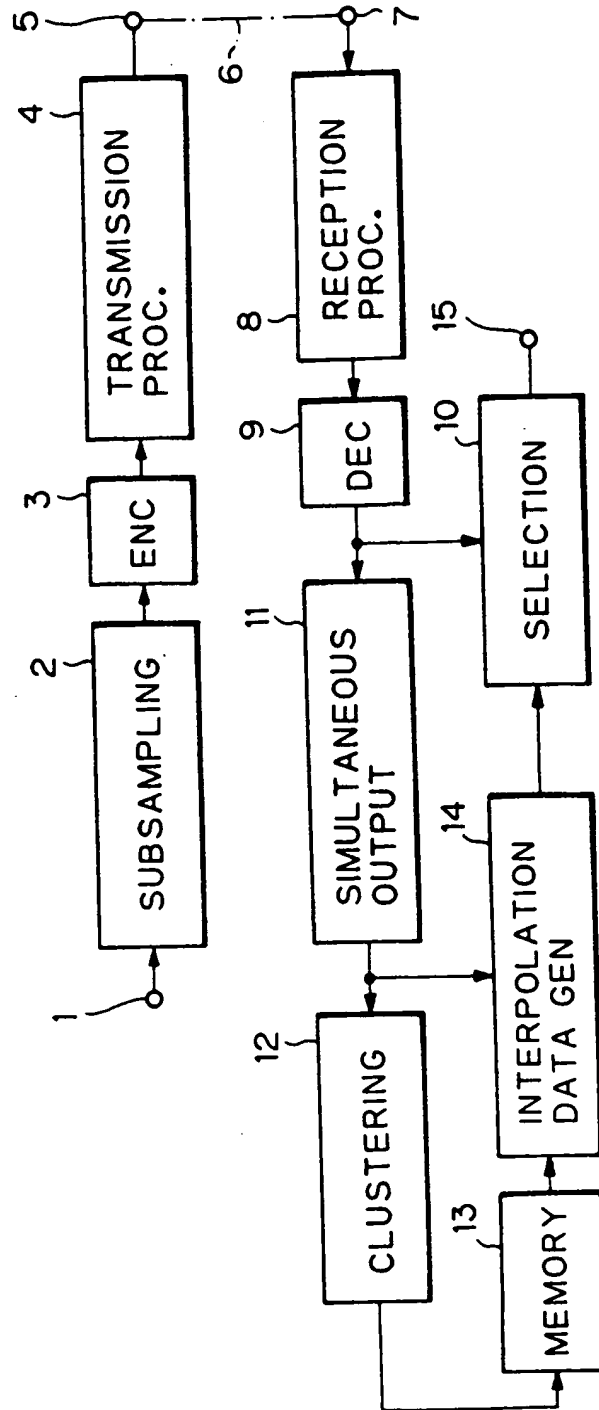 1
2
SUBSAMPLING
3
ENC
4
TRANSMISSION
PROC.
5
6
7
8
RECEPTION
PROC.
9
DEC
11
SIMULTANEOUS
OUTPUT
12
CLUSTERING
13
MEMORY
14
INTERPOLATION
DATA GEN
10
SELECTION
15